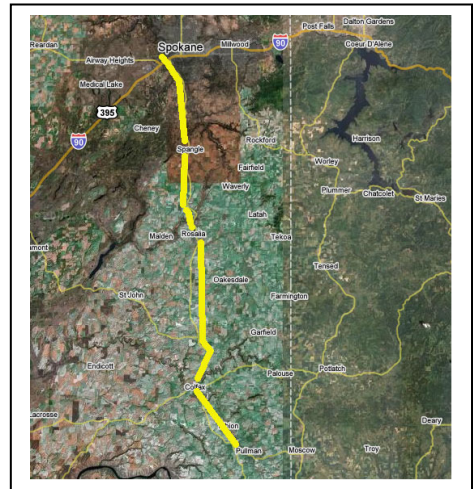 Dalton Gardens
Post Falls
Reardan
Spokane
Millwood
90
Coeur D'Alene
Airway Heights
Medical Lake
395
Cheney
Harrison
90
Rockford
Spangle
Worley
Fairfield
Waverly
Plummer
Chatcolet
St Maries
Latah
Malden
Rosalia
Tekoa
amont
Tensed
Oakesdale
St John
Farmington
Garfield
Endicott
Palouse
Potlatch
Colfax
Lacrosse
bion
Deary
Pullman
Moscow
Troy